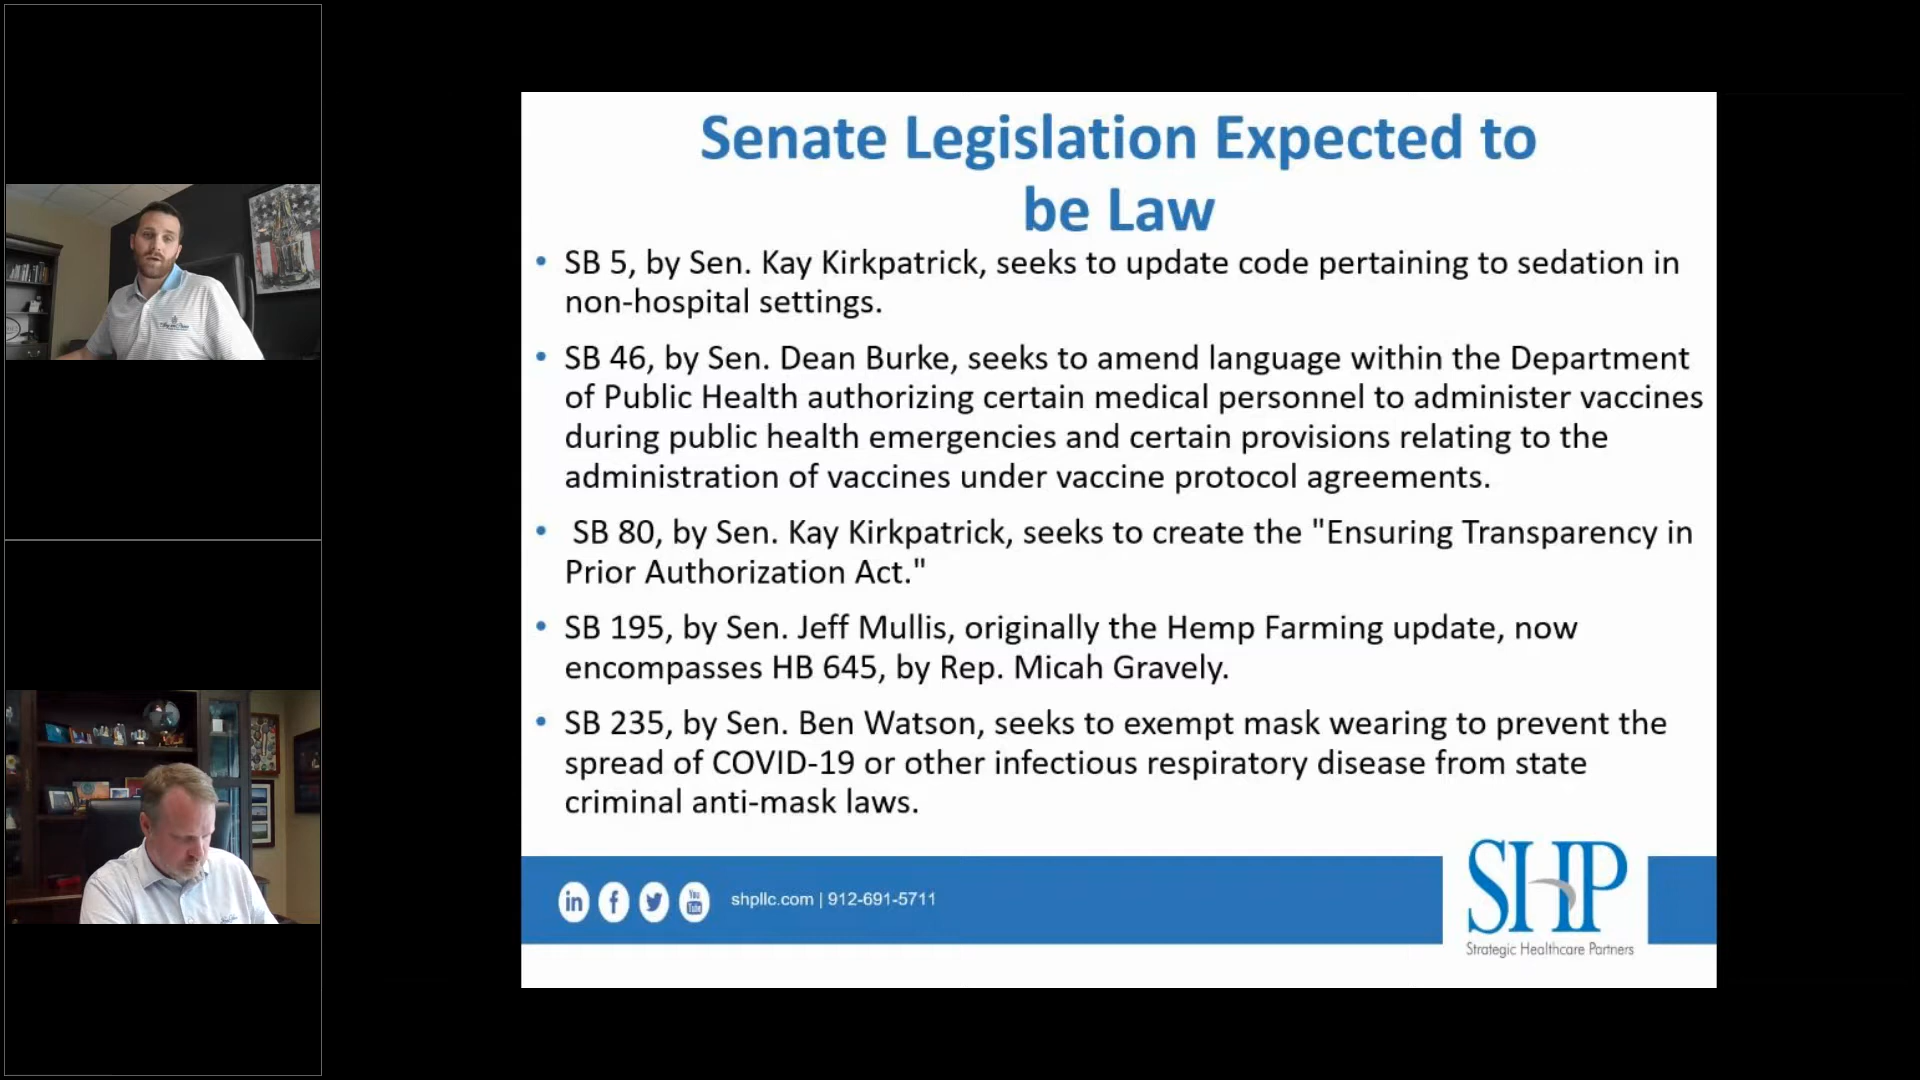 Senate Legislation Expected to
be Law
• SB 5, by Sen. Kay Kirkpatrick, seeks to update code pertaining to sedation in
non-hospital settings.
• SB 46, by Sen. Dean Burke, seeks to amend language within the Department
of Public Health authorizing certain medical personnel to administer vaccines
during public health emergencies and certain provisions relating to the
administration of vaccines under vaccine protocol agreements.
• SB 80, by Sen. Kay Kirkpatrick, seeks to create the "Ensuring Transparency in
Prior Authorization Act."
• SB 195, by Sen. Jeff Mullis, originally the Hemp Farming update, now
encompasses HB 645, by Rep. Micah Gravely.
• SB 235, by Sen. Ben Watson, seeks to exempt mask wearing to prevent the
spread of COVID-19 or other infectious respiratory disease from state
criminal anti-mask laws.
in f You Tube shpllc.com | 912-691-5711
SHP
Strategic Healthcare Partners